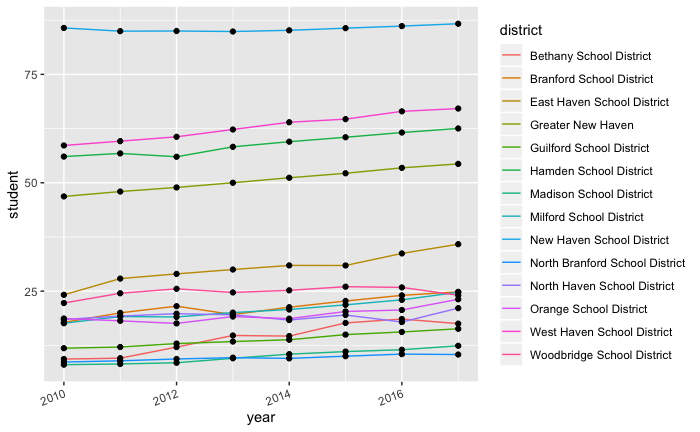 75
50
25
student
2010
2012
2014
2016
year
district
Bethany School District
Branford School District
East Haven School District
Greater New Haven
Guilford School District
Hamden School District
Madison School District
Milford School District
New Haven School District
North Branford School District
North Haven School District
Orange School District
West Haven School District
Woodbridge School District